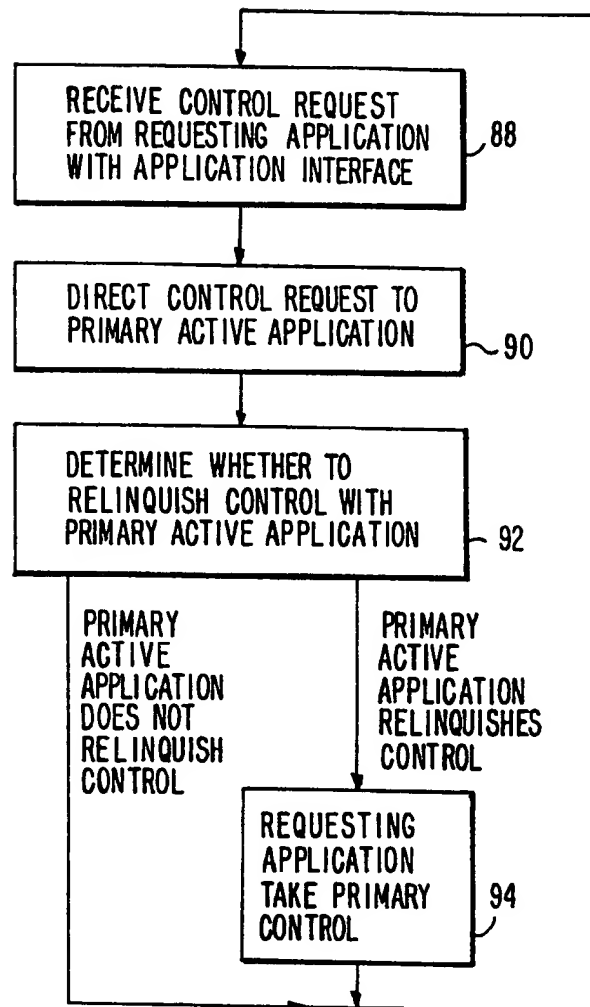 RECEIVE CONTROL REQUEST
FROM REQUESTING APPLICATION
WITH APPLICATION INTERFACE
88
DIRECT CONTROL REQUEST TO
PRIMARY ACTIVE APPLICATION
90
DETERMINE WHETHER TO
RELINQUISH CONTROL WITH
PRIMARY ACTIVE APPLICATION
92
PRIMARY
ACTIVE
APPLICATION
DOES NOT
RELINQUISH
CONTROL
PRIMARY
ACTIVE
APPLICATION
RELINQUISHES
CONTROL
REQUESTING
APPLICATION
TAKE PRIMARY
CONTROL
94